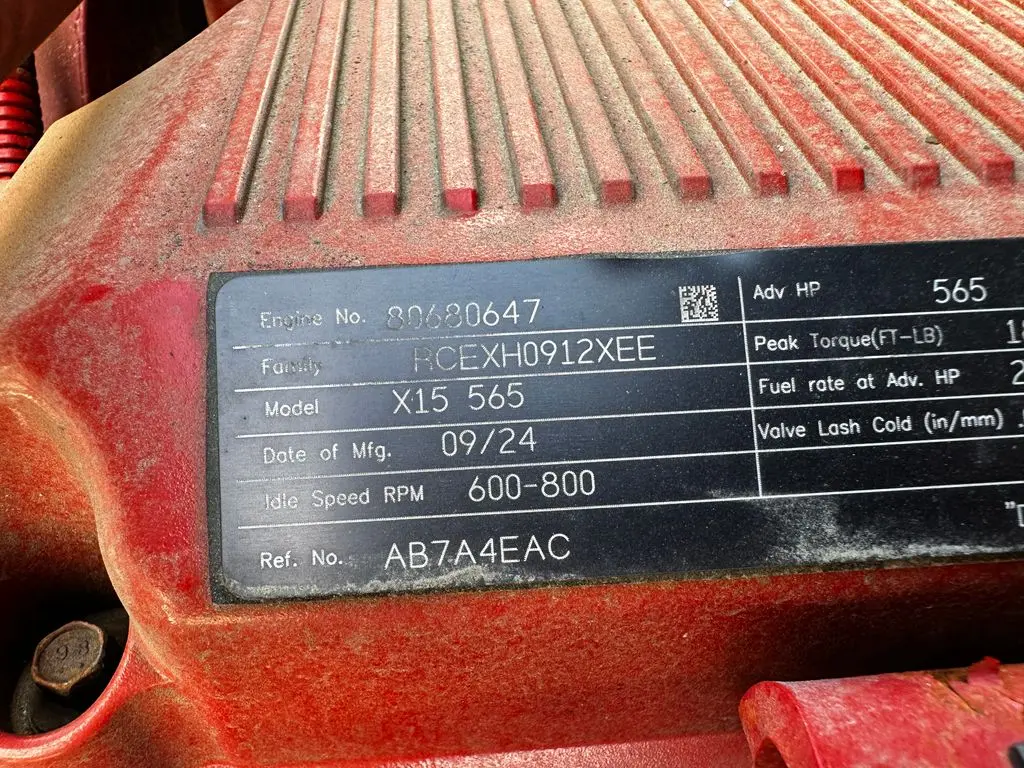 Engine No. 80680647
Family RCEXH0912XEE
Model X15 565
Date of Mfg. 09/24
Idle Speed RPM 600-800
Ref. No. AB7A4EAC
Adv HP 565
Peak Torque(FT-LB)
Fuel rate at Adv. HP
Valve Lash Cold (in/mm)
98